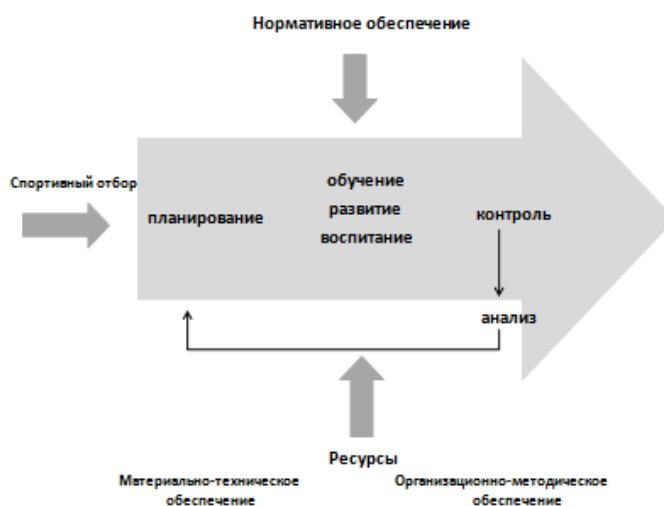 Нормативное обеспечение
Спортивный отбор
планирование
обучение
развитие
воспитание
контроль
анализ
Ресурсы
Материально-техническое
обеспечение
Организационно-методическое
обеспечение